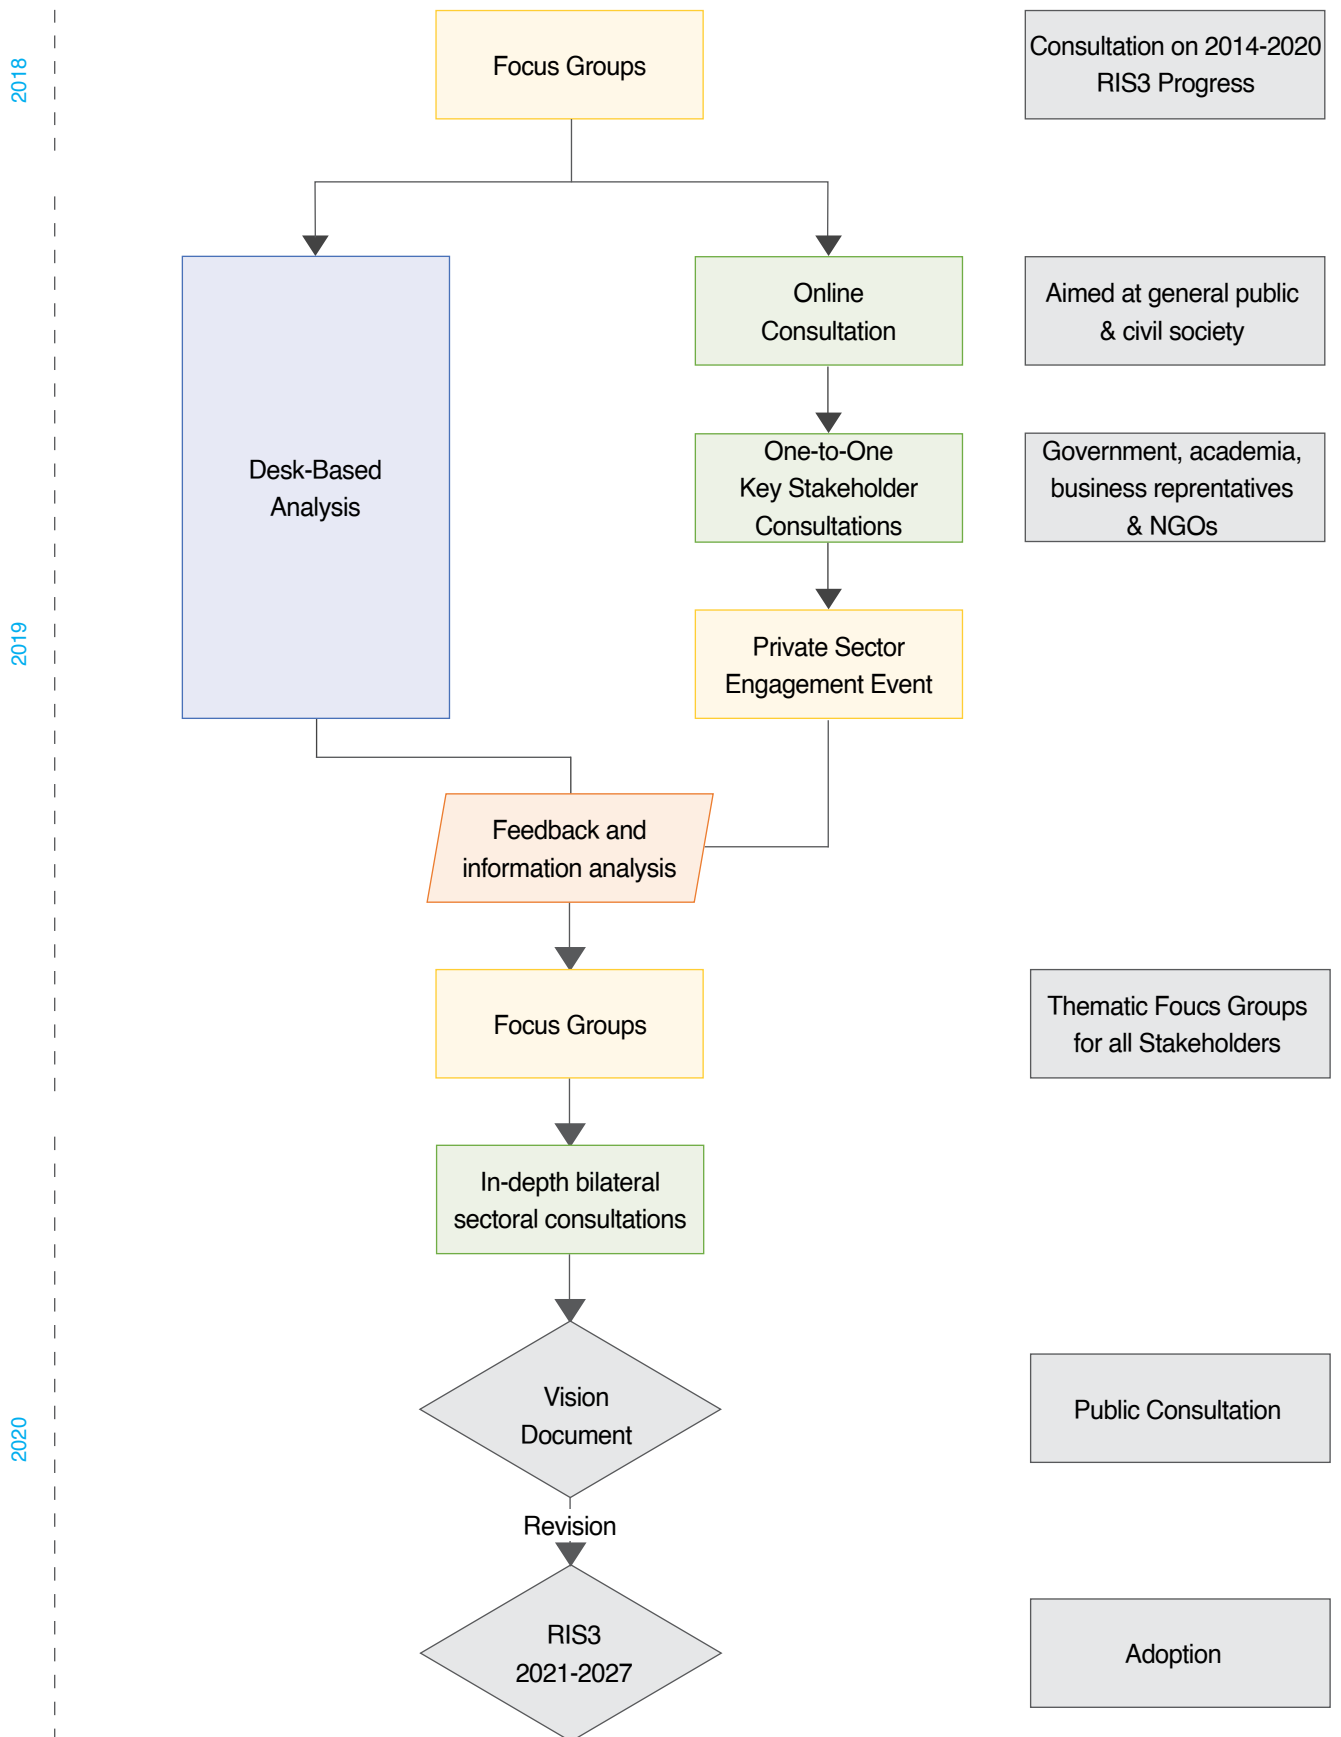 2018
Focus Groups
Consultation on 2014-2020
RIS3 Progress
2019
Desk-Based
Analysis
Online
Consultation
Aimed at general public
& civil society
One-to-One
Key Stakeholder
Consultations
Government, academia,
business reprentatives
& NGOs
Private Sector
Engagement Event
Feedback and
information analysis
Focus Groups
Thematic Foucs Groups
for all Stakeholders
2020
In-depth bilateral
sectoral consultations
Vision
Document
Public Consultation
Revision
RIS3
2021-2027
Adoption